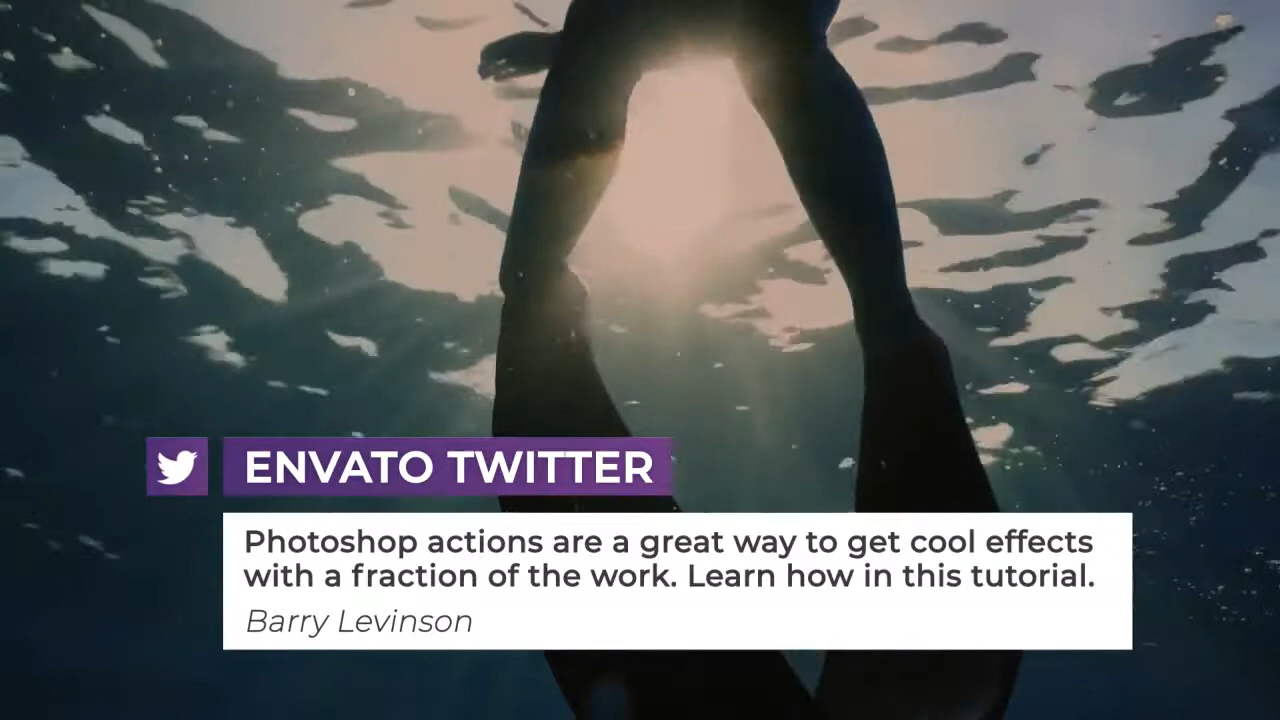 ENVATO TWITTER
Photoshop actions are a great way to get cool effects
with a fraction of the work. Learn how in this tutorial.
Barry Levinson